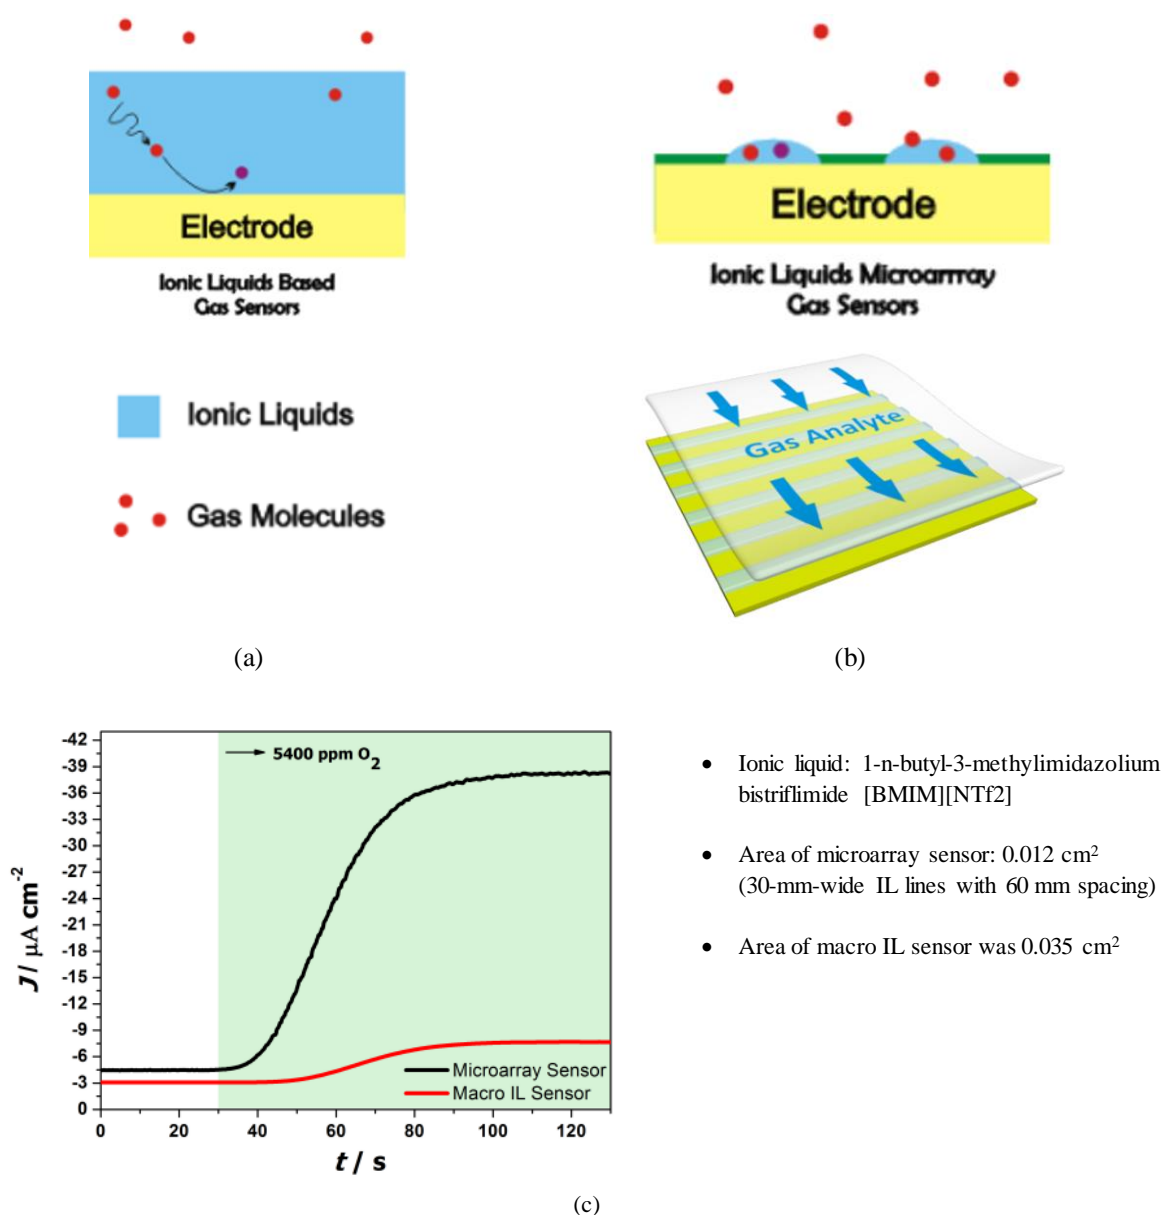 Electrode
Ionic Liquids Based
Gas Sensors
Electrode
Ionic Liquids Microarrray
Gas Sensors
Ionic Liquids
Gas Molecules
Gas Analyte
(a)
(b)
J / μA cm-2
-42
-39
-36
-33
-30
-27
-24
-21
-18
-15
-12
-9
-6
-3
0
5400 ppm O2
Microarray Sensor
Macro IL Sensor
0 20 40 60 80 100 120
t / s
• Ionic liquid: 1-n-butyl-3-methylimidazolium
bistriflimide [BMIM][NTf2]
• Area of microarray sensor: 0.012 cm²
(30-mm-wide IL lines with 60 mm spacing)
• Area of macro IL sensor was 0.035 cm²
(c)